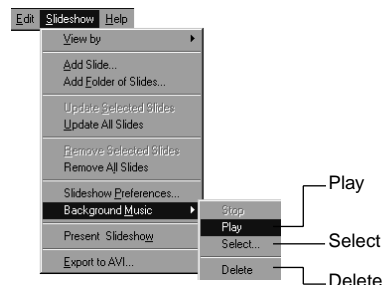 Edit Slideshow Help
View by
Add Slide...
Add Folder of Slides...
Update Selected Slides
Update All Slides
Remove Selected Slides
Remove All Slides
Slideshow Preferences...
Background Music
Present Slideshow
Export to AVI...
Stop
Play
Select...
Delete
Play
Select
Delete